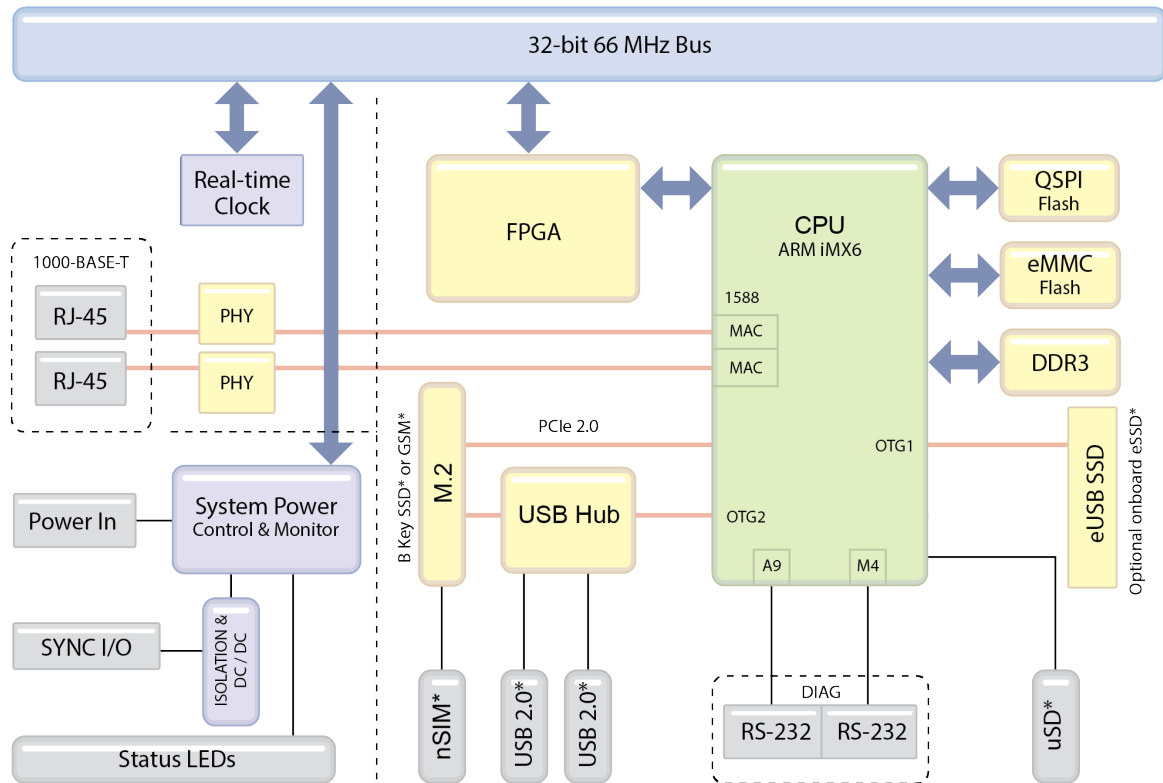 32-bit 66 MHz Bus
Real-time
Clock
FPGA
CPU
ARM iMX6
QSPI
Flash
eMMC
Flash
DDR3
1000-BASE-T
RJ-45
PHY
1588
MAC
RJ-45
PHY
MAC
B Key SSD* or GSM*
M.2
PCIe 2.0
OTG1
eUSB SSD
Optional onboard eSSD*
USB Hub
OTG2
A9
M4
System Power
Control & Monitor
Power In
SYNC I/O
ISOLATION &
DC / DC
Status LEDs
nSIM*
USB 2.0*
USB 2.0*
DIAG
RS-232
RS-232
uSD*